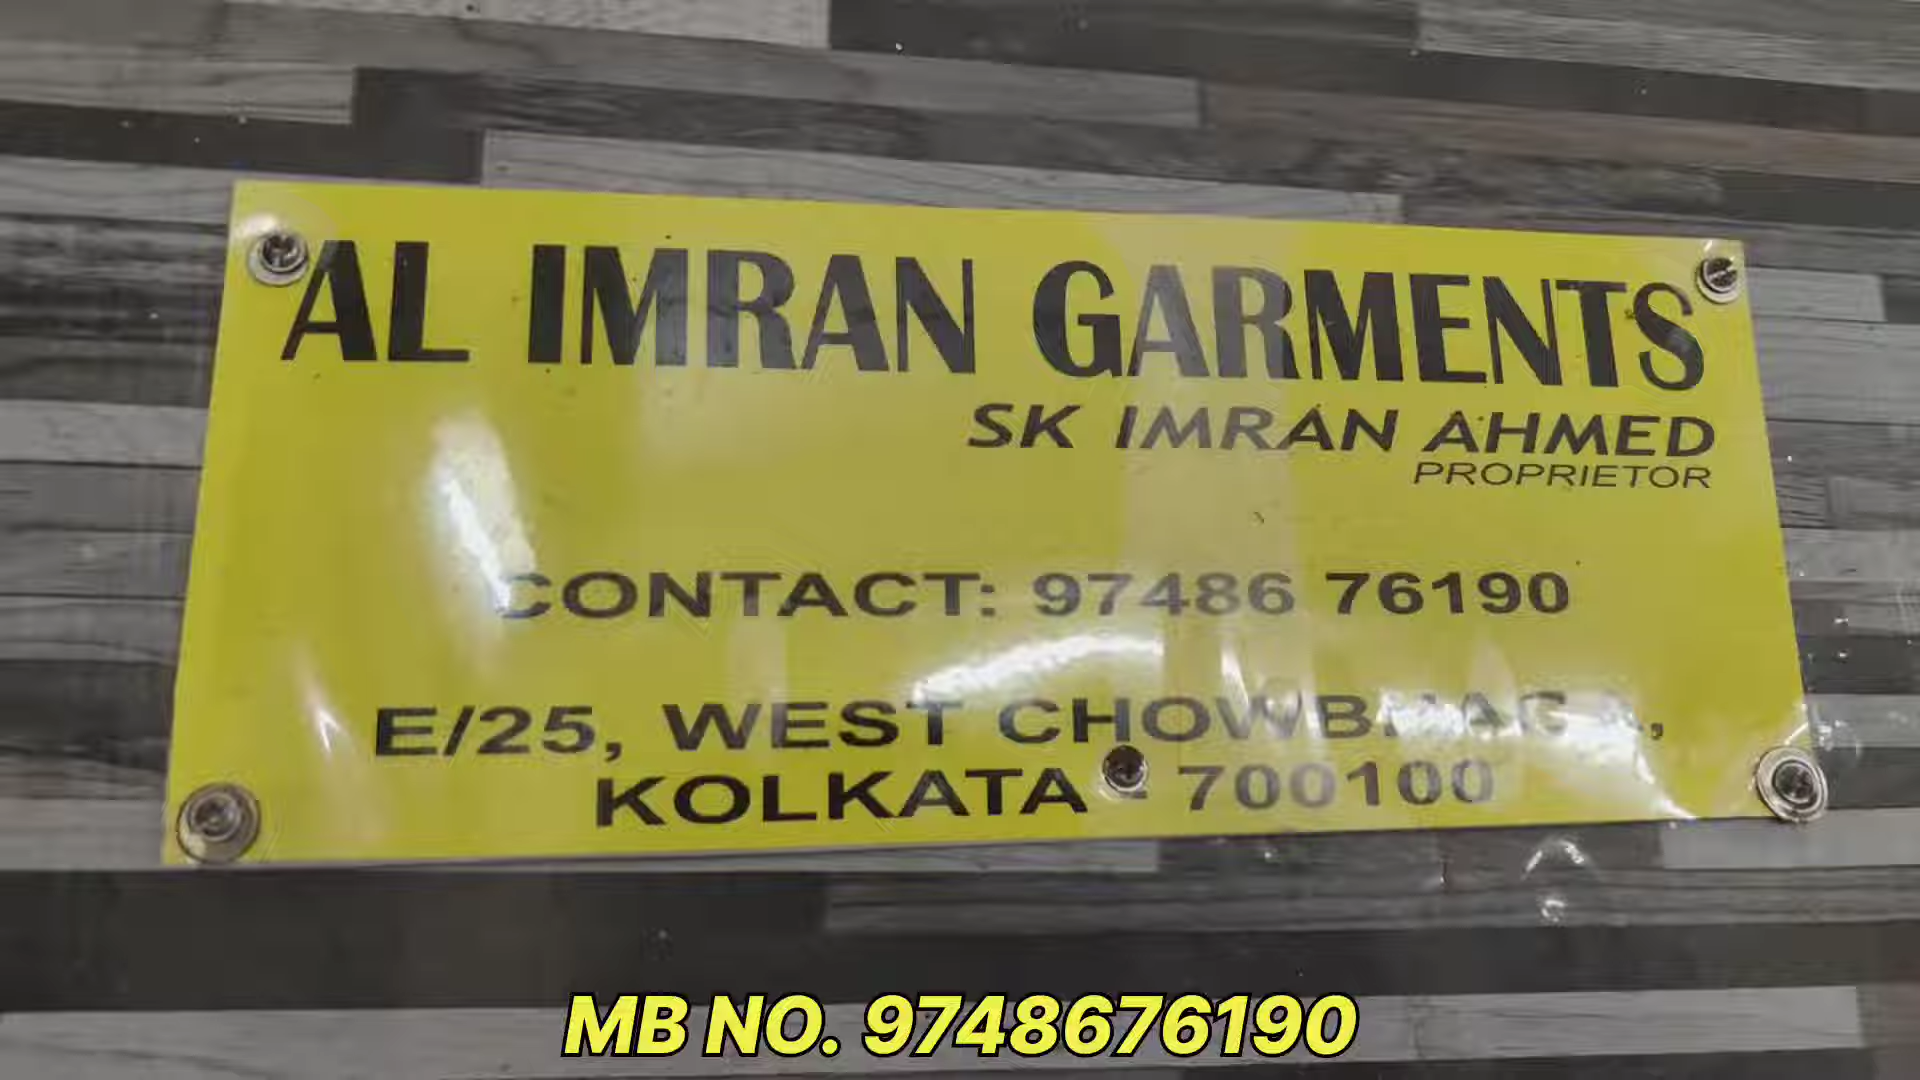 AL IMRAN GARMENTS
SK IMRAN AHMED
PROPRIETOR
CONTACT: 97486 76190
E/25, WEST
KOLKATA - 700100
MB NO. 9748676190